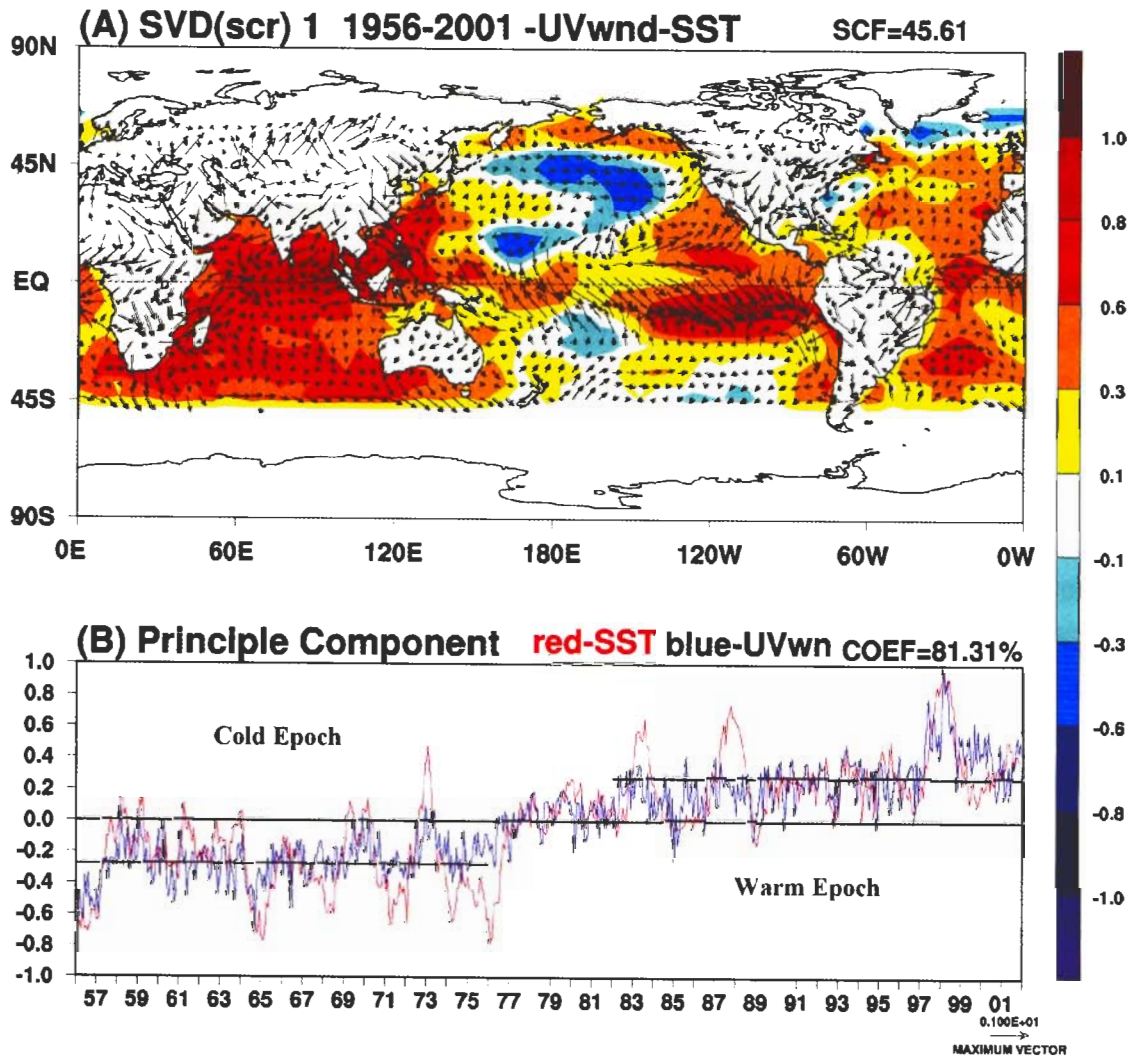 (A) SVD(scr) 1 1956-2001 -UVwnd-SST SCF=45.61
90N
45N
EQ
45S
90S
0E 60E 120E 180E 120W 60W 0W
1.0
0.8
0.6
0.3
0.1
-0.1
-0.3
-0.6
-0.8
-1.0
(B) Principle Component red-SST blue-UVwn COEF=81.31%
1.0
0.8
0.6
0.4
0.2
0.0
-0.2
-0.4
-0.6
-0.8
-1.0
Cold Epoch
Warm Epoch
57 59 61 63 65 67 69 71 73 75 77 79 81 83 85 87 89 91 93 95 97 99 01
0.100E+01
MAXIMUM VECTOR